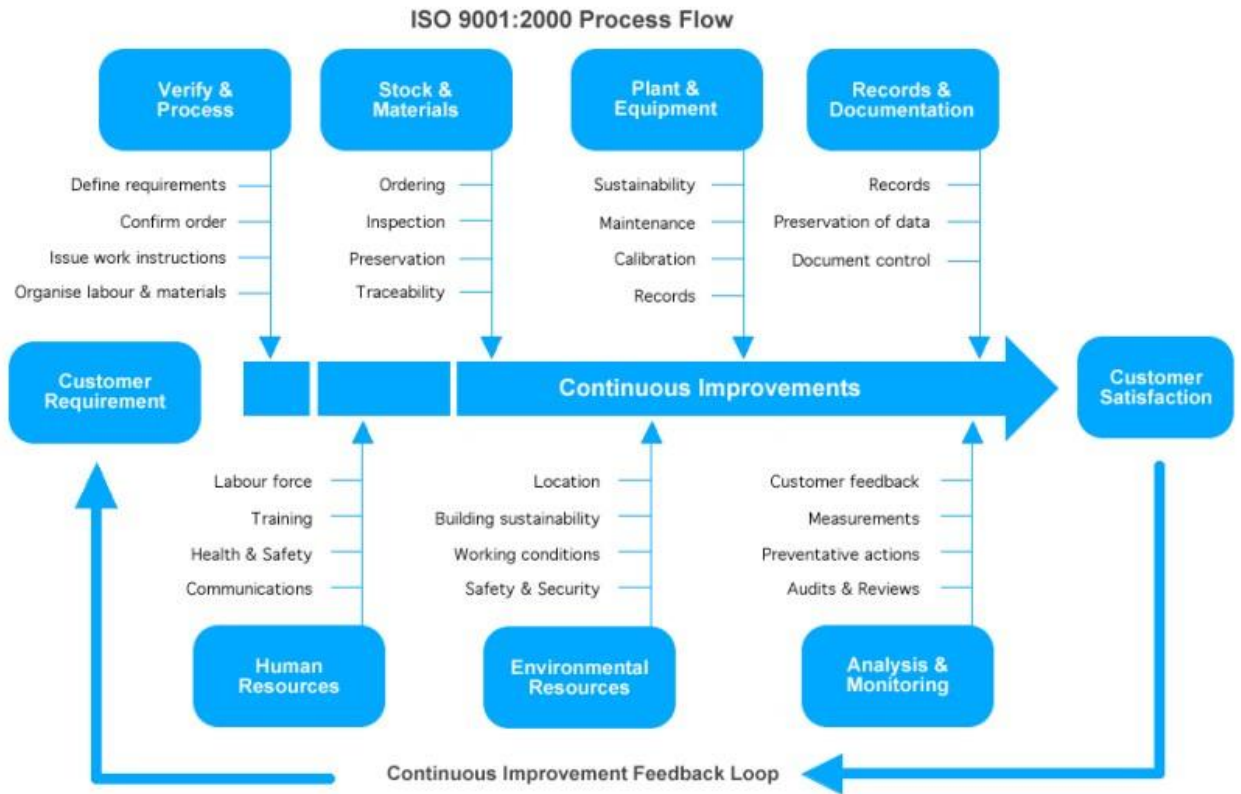 ISO 9001:2000 Process Flow
Verify &
Process
Stock &
Materials
Plant &
Equipment
Records &
Documentation
Define requirements
Confirm order
Issue work instructions
Organise labour & materials
Ordering
Inspection
Preservation
Traceability
Sustainability
Maintenance
Calibration
Records
Records
Preservation of data
Document control
Customer
Requirement
Continuous Improvements
Customer
Satisfaction
Labour force
Training
Health & Safety
Communications
Location
Building sustainability
Working conditions
Safety & Security
Customer feedback
Measurements
Preventative actions
Audits & Reviews
Human
Resources
Environmental
Resources
Analysis &
Monitoring
Continuous Improvement Feedback Loop